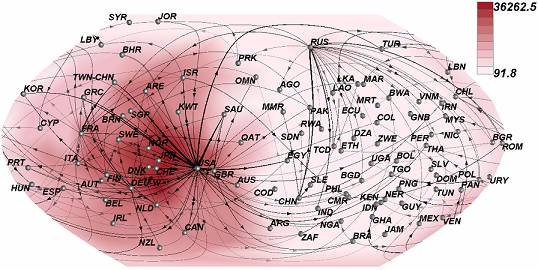 36262.5
91.8
SYR JOR
LBY
BHR
RUS
TUR
TWN-CHN ISR
PRK
LBN
KOR GRC ARE
OMN AGO
LKA MAR
LAO
BWA VNM CHL
BRN SGP KWT SAU
MMR PAK MRT
IRN
CYP FRA
RWA ECU COL GNB MYS
SWE
QAT SDN DZA ZWE PER NIC BGR
THA ROM
ITA
USA
EGY TCD ETH
UGA BOL
SLV
PRT
DNK CHE
GBR
TGO
HUN ESP AUT FIN DEU
AUS COD SLE BGD
PNG DOM POL PAN URY
BEL NLD
CHN PHL CMR KEN NER
TUN
IND IDN GUY
IRL
CAN ARG NGA GHA MEX VEN
NZL
ZAF BRA JAM